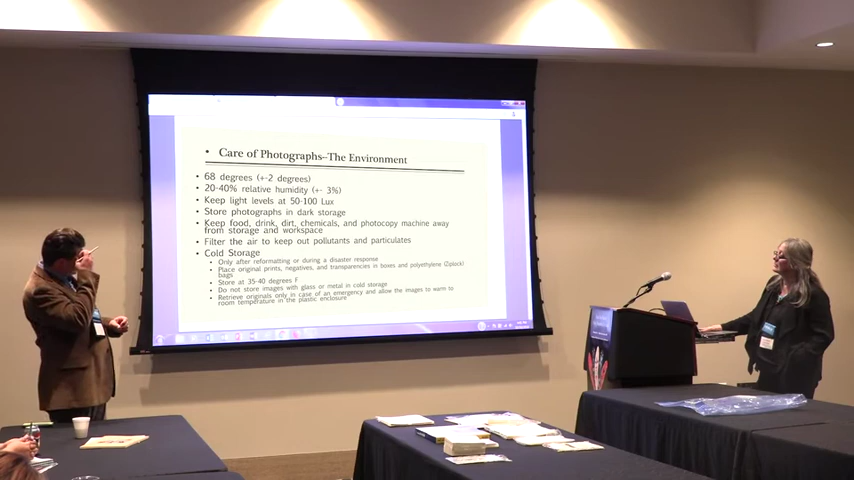 • Care of Photographs--The Environment
• 68 degrees (+-2 degrees)
• 20-40% relative humidity (+- 3%)
• Keep light levels at 50-100 Lux
• Store photographs in dark storage
• Keep food, drink, dirt, chemicals, and photocopy machine away
from storage and workspace
• Filter the air to keep out pollutants and particulates
• Cold Storage
• Only after reformatting or during a disaster response
• Place original prints, negatives, and transparencies in boxes and polyethylene (Ziplock)
bags
• Store at 35-40 degrees F
• Do not store images with glass or metal in cold storage
• Retrieve originals only in case of an emergency and allow the images to warm to
room temperature in the plastic enclosure